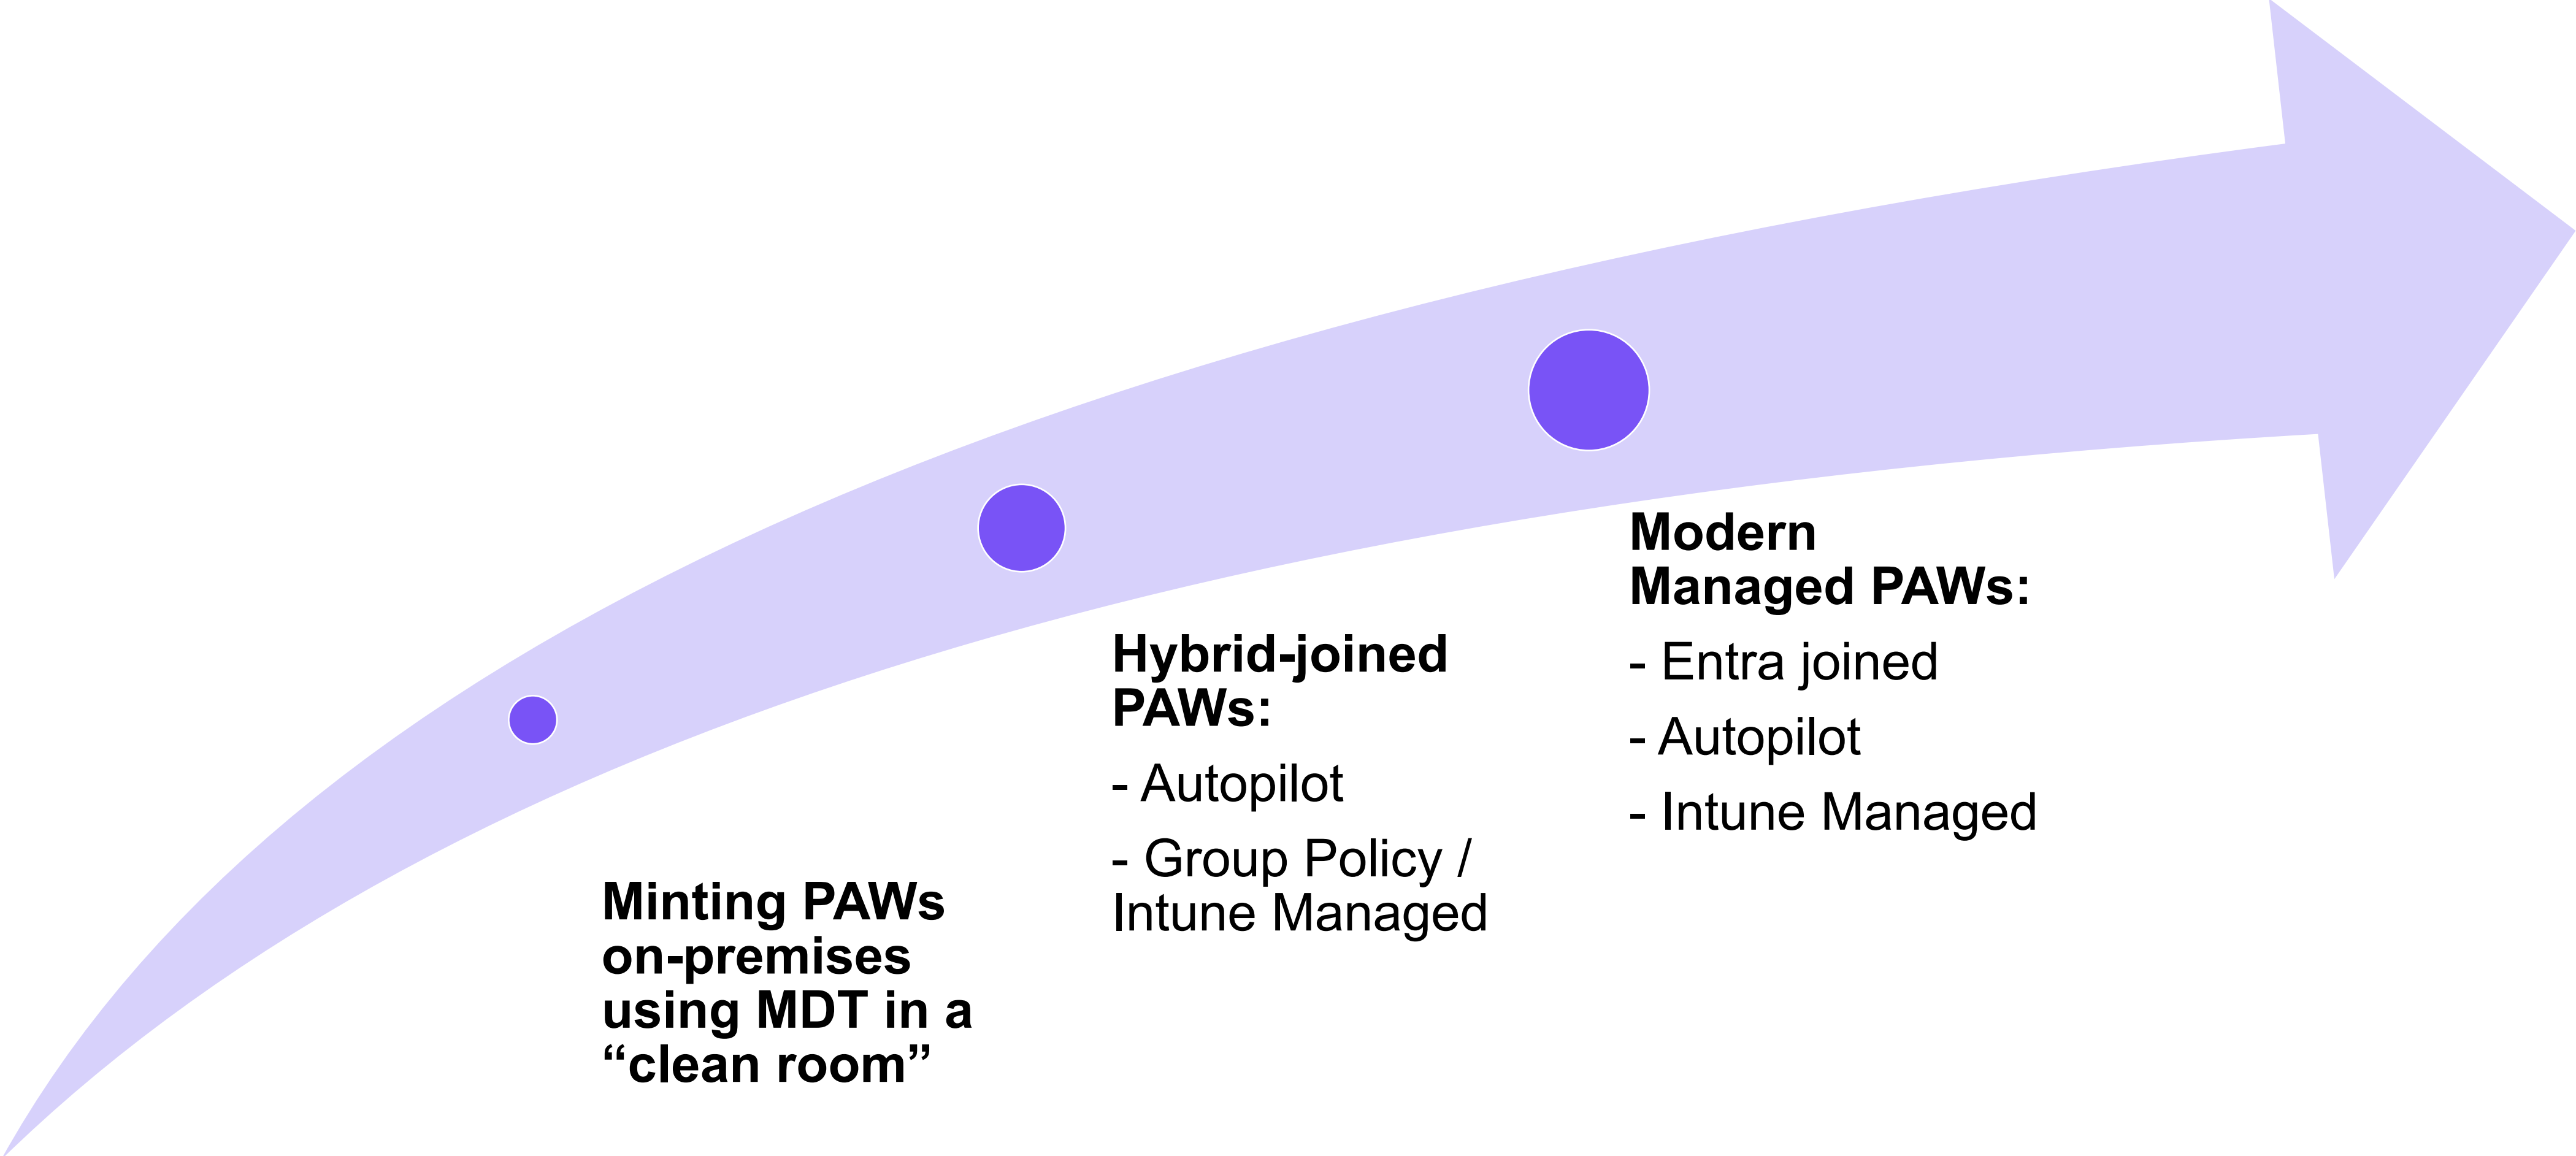 Minting PAWs
on-premises
using MDT in a
“clean room”
Hybrid-joined
PAWs:
- Autopilot
- Group Policy /
Intune Managed
Modern
Managed PAWs:
- Entra joined
- Autopilot
- Intune Managed